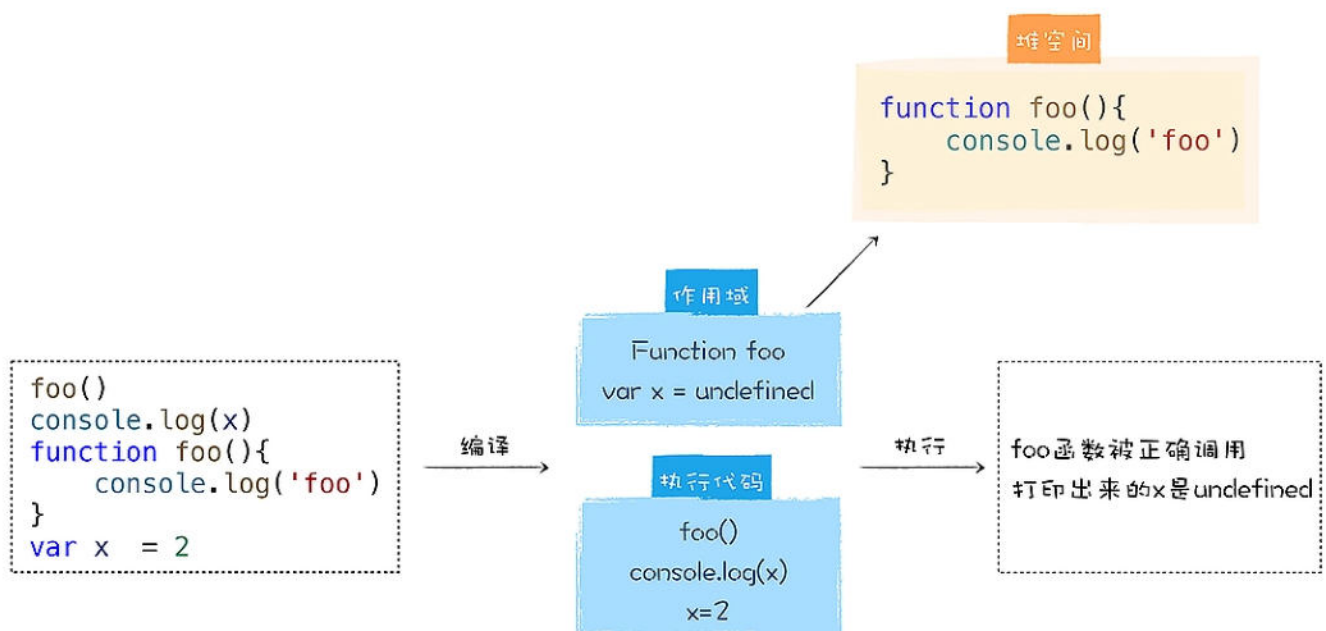 堆空间
function foo(){
    console.log('foo')
}
作用域
Function foo
var x = undefined
foo()
console.log(x)
function foo(){
    console.log('foo')
}
var x  = 2
编译
执行代码
foo()
console.log(x)
x=2
执行
foo函数被正确调用
打印出来的x是undefined